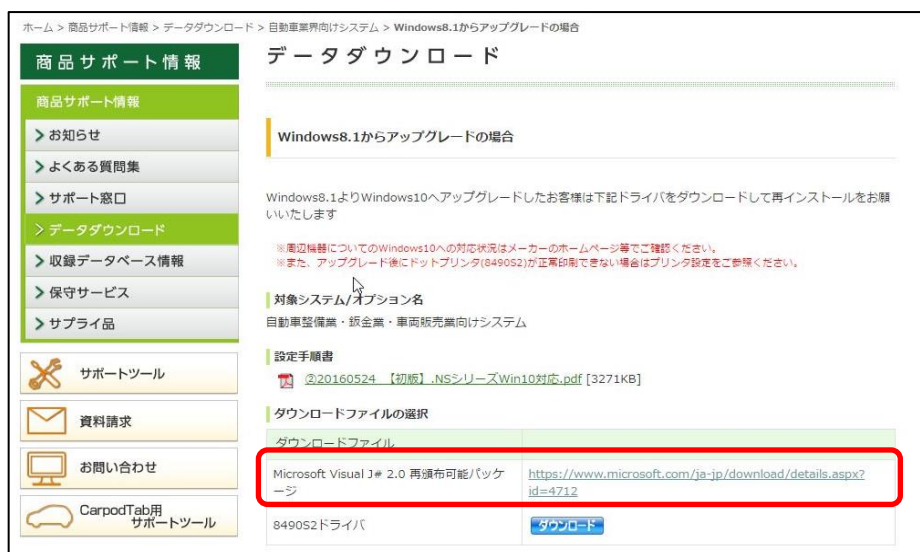 ホーム > 商品サポート情報 > データダウンロード > 自動車業界向けシステム > Windows8.1からアップグレードの場合
商品サポート情報
商品サポート情報
お知らせ
よくある質問集
サポート窓口
データダウンロード
収録データベース情報
保守サービス
サプライ品
サポートツール
資料請求
お問い合わせ
CarpodTab用
サポートツール
データダウンロード
Windows8.1からアップグレードの場合
Windows8.1よりWindows10へアップグレードしたお客様は下記ドライバをダウンロードして再インストールをお願
いいたします
※周辺機器についてのWindows10への対応状況はメーカーのホームページ等でご確認ください。
※また、アップグレード後にドットプリンタ(8490S2)が正常印刷できない場合はプリンタ設定をご参照ください。
対象システム/オプション名
自動車整備業・鈑金業・車両販売業向けシステム
設定手順書
②20160524 【初版】.NSシリーズWin10対応.pdf [3271KB]
ダウンロードファイルの選択
ダウンロードファイル
Microsoft Visual J# 2.0 再頒布可能パッケ
ージ
https://www.microsoft.com/ja-jp/download/details.aspx?
id=4712
8490S2ドライバ
ダウンロード